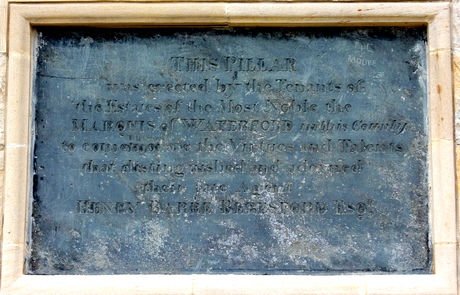 THIS PILLAR
was erected by the Tenants of
the Estates of the Most Noble the
MARQUIS of WATERFORD in this County
to comemorate the Virtues and Talents
that distinguished and adorned
their late Agent
HENRY BARRE BERESFORD ESQR